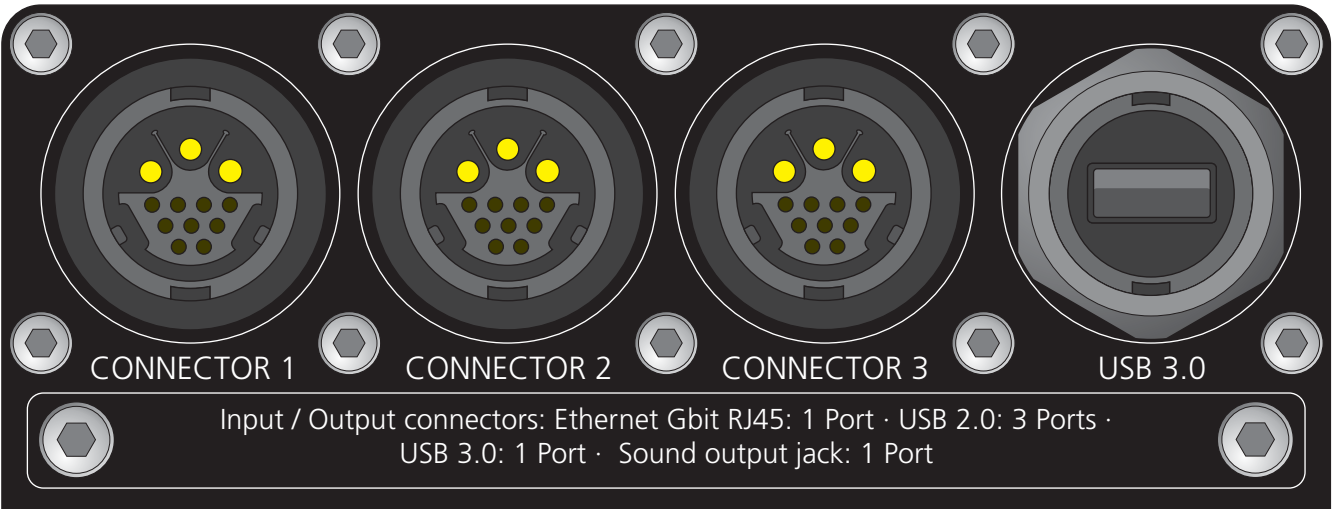 CONNECTOR 1
CONNECTOR 2
CONNECTOR 3
USB 3.0
Input / Output connectors: Ethernet Gbit RJ45: 1 Port · USB 2.0: 3 Ports ·
USB 3.0: 1 Port · Sound output jack: 1 Port